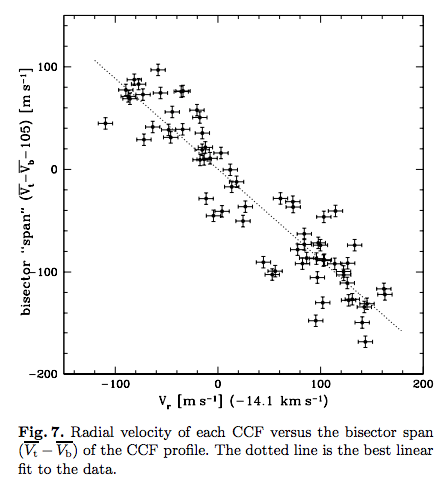 100
0
−100
−200
bisector "span" (V̅t−V̅b−105) [m s⁻¹]
−100 0 100 200
Vr [m s⁻¹] (−14.1 km s⁻¹)
Fig. 7. Radial velocity of each CCF versus the bisector span
(V̅t − V̅b) of the CCF profile. The dotted line is the best linear
fit to the data.